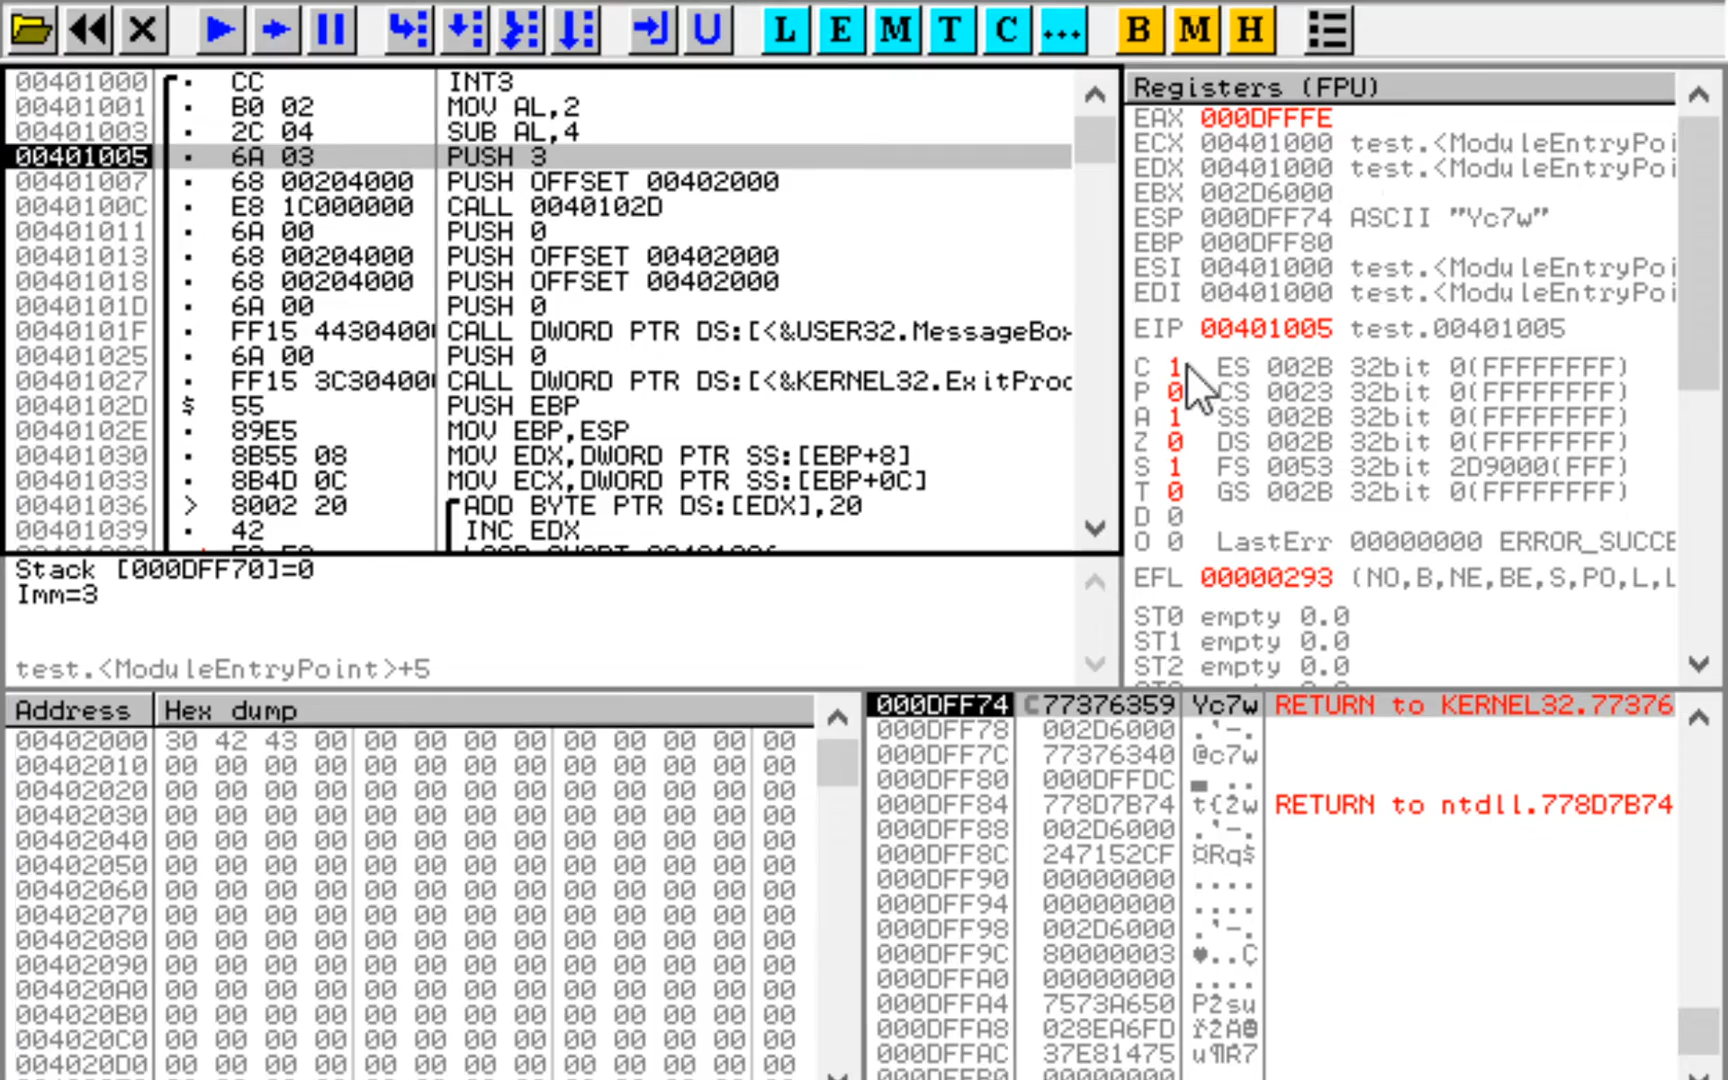 L E M T C ... B M H
00401000 CC INT3
00401001 B0 02 MOV AL,2
00401003 2C 04 SUB AL,4
00401005 6A 03 PUSH 3
00401007 68 00204000 PUSH OFFSET 00402000
0040100C E8 1C000000 CALL 0040102D
00401011 6A 00 PUSH 0
00401013 68 00204000 PUSH OFFSET 00402000
00401018 68 00204000 PUSH OFFSET 00402000
0040101D 6A 00 PUSH 0
0040101F FF15 44304000 CALL DWORD PTR DS:[<&USER32.MessageBox
00401025 6A 00 PUSH 0
00401027 FF15 3C304000 CALL DWORD PTR DS:[<&KERNEL32.ExitProc
0040102D $ 55 PUSH EBP
0040102E 89E5 MOV EBP,ESP
00401030 8B55 08 MOV EDX,DWORD PTR SS:[EBP+8]
00401033 8B4D 0C MOV ECX,DWORD PTR SS:[EBP+0C]
00401036 > 8002 20 ADD BYTE PTR DS:[EDX],20
00401039 42 INC EDX
Stack [000DFF70]=0
Imm=3
test.<ModuleEntryPoint>+5
Registers (FPU)
EAX 000DFFFE
ECX 00401000 test.<ModuleEntryPoi
EDX 00401000 test.<ModuleEntryPoi
EBX 002D6000
ESP 000DFF74 ASCII "Yc7w"
EBP 000DFF80
ESI 00401000 test.<ModuleEntryPoi
EDI 00401000 test.<ModuleEntryPoi
EIP 00401005 test.00401005
C 1 ES 002B 32bit 0(FFFFFFFF)
P 0 CS 0023 32bit 0(FFFFFFFF)
A 1 SS 002B 32bit 0(FFFFFFFF)
Z 0 DS 002B 32bit 0(FFFFFFFF)
S 1 FS 0053 32bit 2D9000(FFF)
T 0 GS 002B 32bit 0(FFFFFFFF)
D 0
O 0 LastErr 00000000 ERROR_SUCCE
EFL 00000293 (NO,B,NE,BE,S,PO,L,L
ST0 empty 0.0
ST1 empty 0.0
ST2 empty 0.0
Address Hex dump
00402000 30 42 43 00 00 00 00 00 00 00 00 00 00 
00402010 00 00 00 00 00 00 00 00 00 00 00 00 00
00402020 00 00 00 00 00 00 00 00 00 00 00 00 00
00402030 00 00 00 00 00 00 00 00 00 00 00 00 00
00402040 00 00 00 00 00 00 00 00 00 00 00 00 00
00402050 00 00 00 00 00 00 00 00 00 00 00 00 00
00402060 00 00 00 00 00 00 00 00 00 00 00 00 00
00402070 00 00 00 00 00 00 00 00 00 00 00 00 00
00402080 00 00 00 00 00 00 00 00 00 00 00 00 00
00402090 00 00 00 00 00 00 00 00 00 00 00 00 00
004020A0 00 00 00 00 00 00 00 00 00 00 00 00 00
004020B0 00 00 00 00 00 00 00 00 00 00 00 00 00
004020C0 00 00 00 00 00 00 00 00 00 00 00 00 00
004020D0 00 00 00 00 00 00 00 00 00 00 00 00 00
000DFF74 77376359 Yc7w RETURN to KERNEL32.77376
000DFF78 002D6000 .`-.
000DFF7C 77376340 @c7w
000DFF80 000DFFDC
000DFF84 778D7B74 t{Žw RETURN to ntdll.778D7B74
000DFF88 002D6000 .`-.
000DFF8C 247152CF ¤Rq$
000DFF90 00000000 ....
000DFF94 00000000 ....
000DFF98 002D6000 .`-.
000DFF9C 80000003 ♥..Ç
000DFFA0 00000000 ....
000DFFA4 7573A650 PŽsu
000DFFA8 028EA6FD
000DFFAC 37E81475